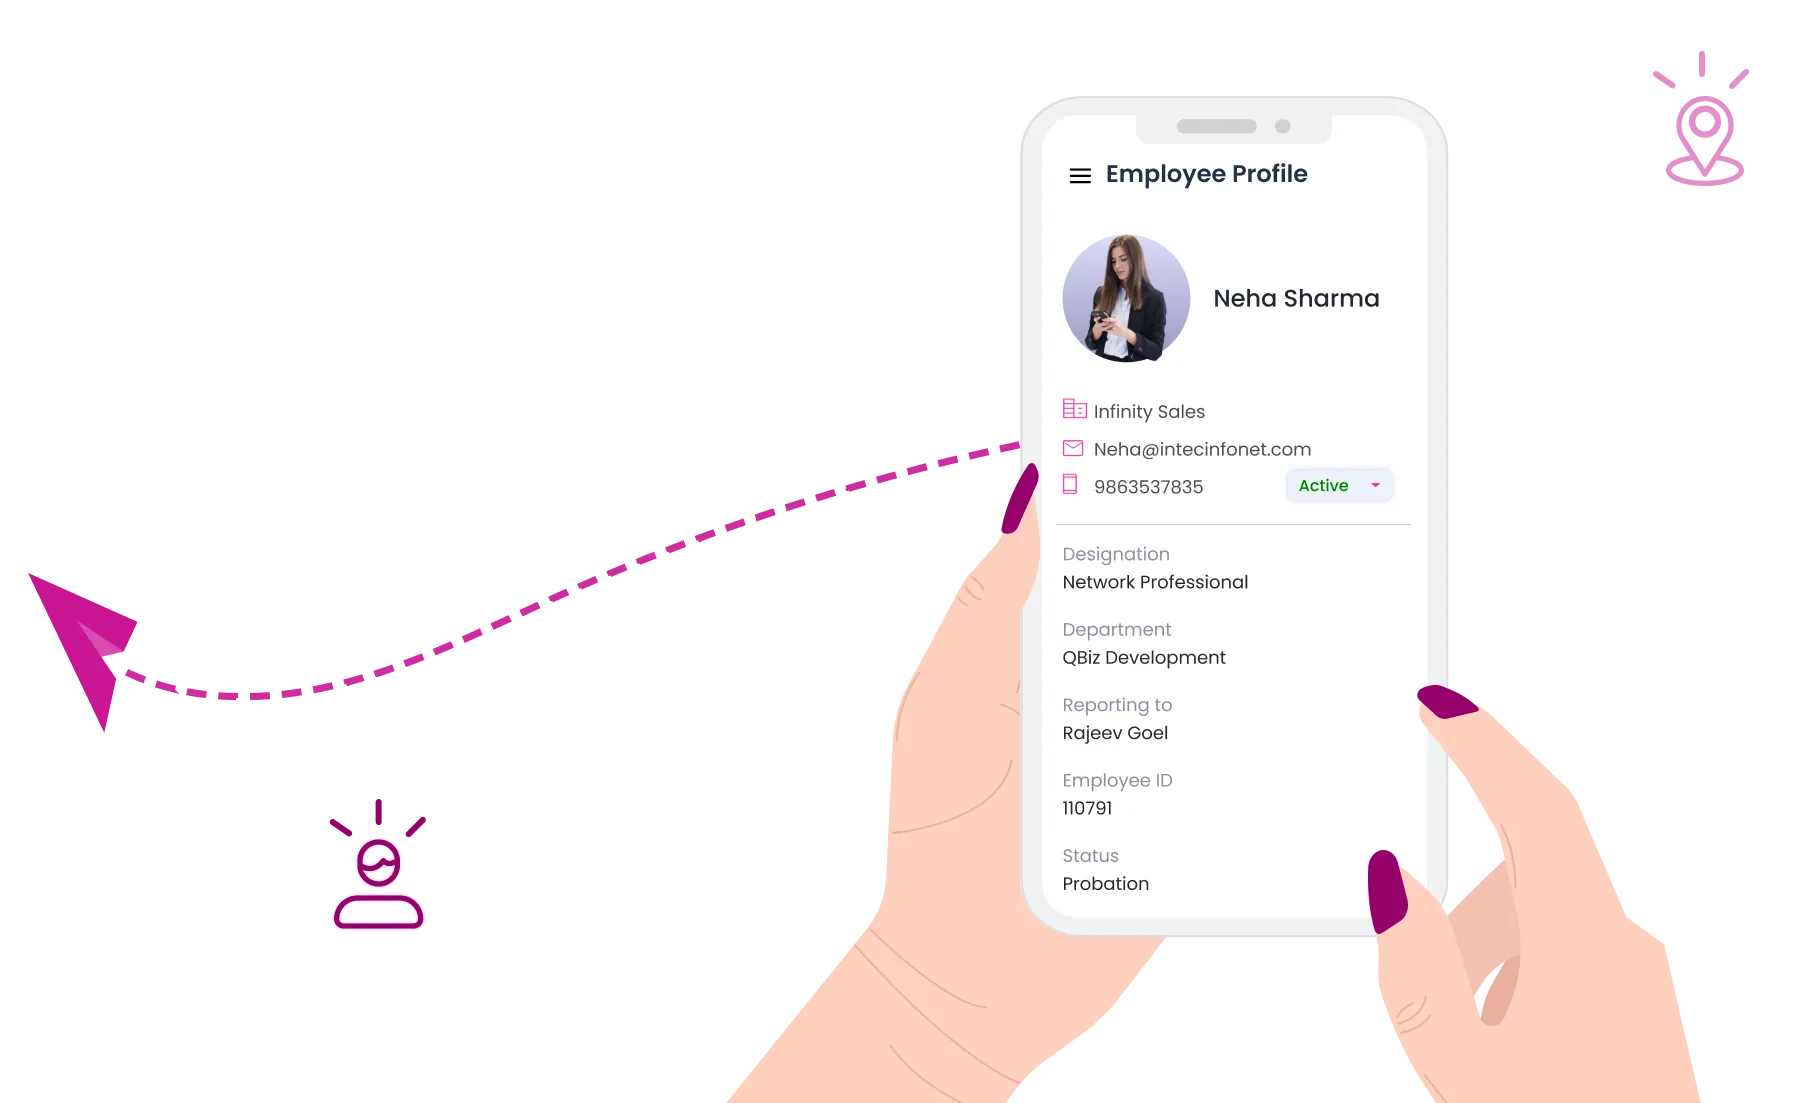 Employee Profile
Neha Sharma
Infinity Sales
Neha@intecinfonet.com
9863537835
Active
Designation
Network Professional
Department
QBiz Development
Reporting to
Rajeev Goel
Employee ID
110791
Status
Probation